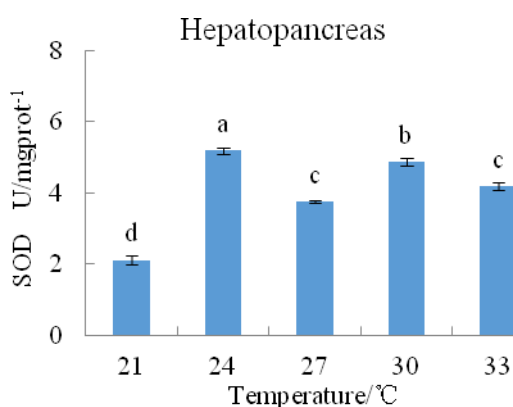 Hepatopancreas
SOD U/mgprot-1
8
6
4
2
0
d
a
c
b
c
21 24 27 30 33
Temperature/℃